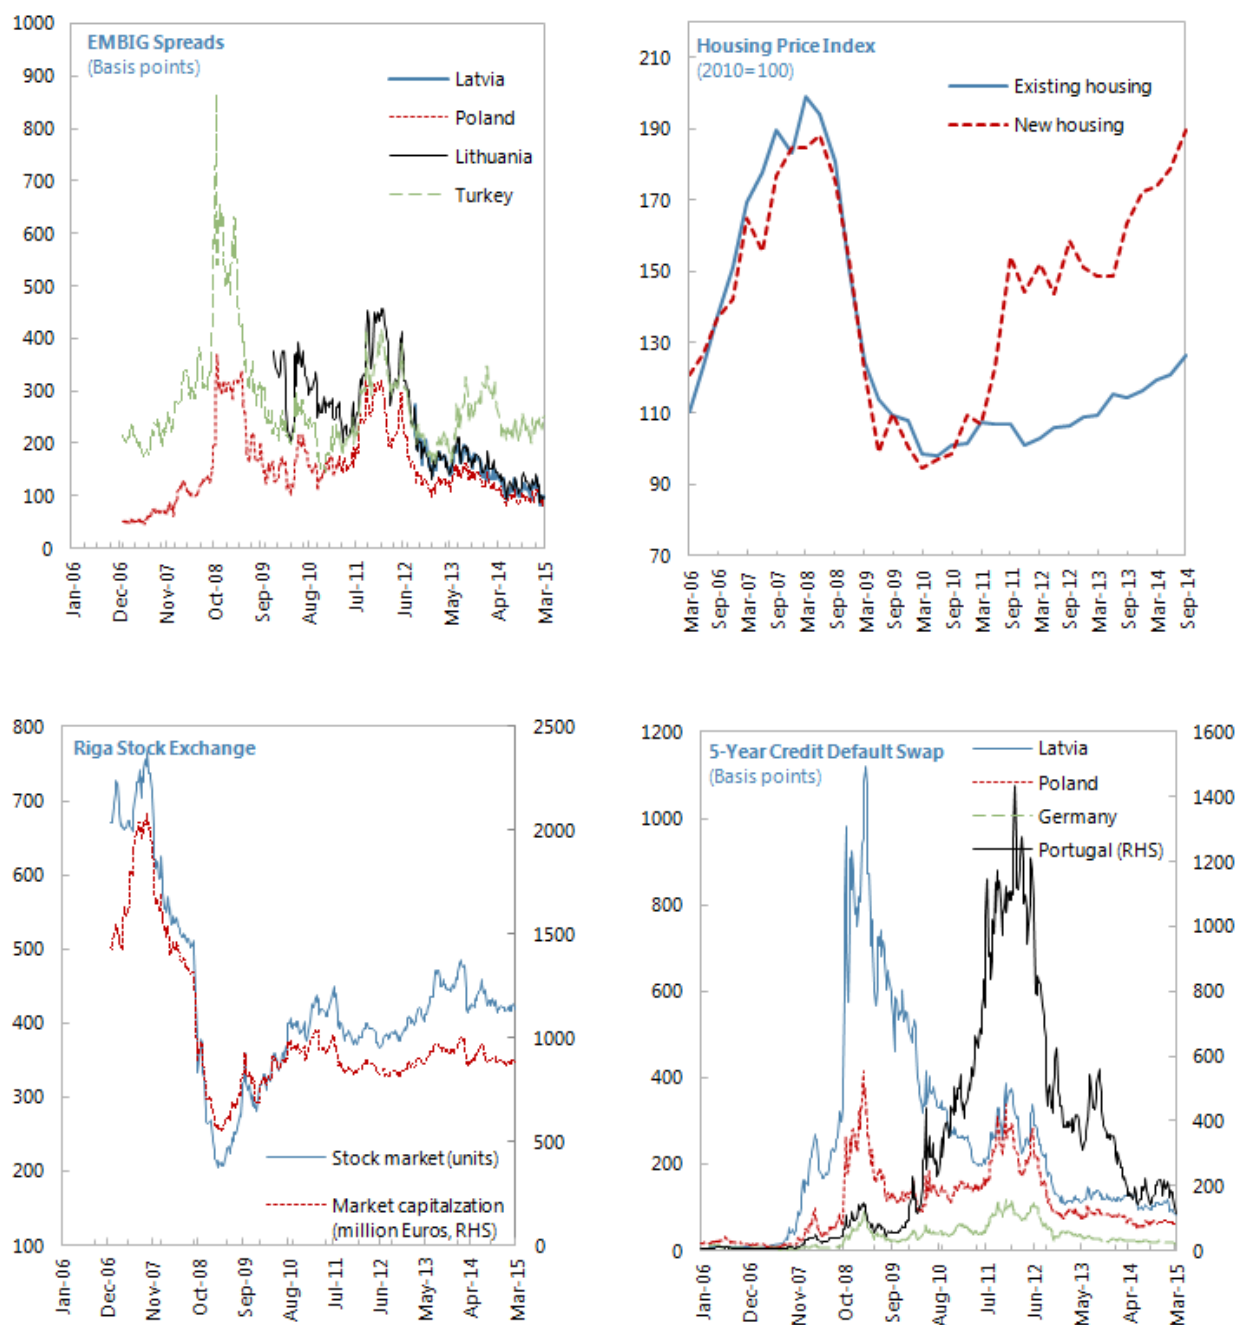 EMBIG Spreads
(Basis points)
1000
900
800
700
600
500
400
300
200
100
0
Latvia
Poland
Lithuania
Turkey
Jan-06
Dec-06
Nov-07
Oct-08
Sep-09
Aug-10
Jul-11
Jun-12
May-13
Apr-14
Mar-15
Housing Price Index
(2010=100)
210
190
170
150
130
110
90
70
Existing housing
New housing
Mar-06
Sep-06
Mar-07
Sep-07
Mar-08
Sep-08
Mar-09
Sep-09
Mar-10
Sep-10
Mar-11
Sep-11
Mar-12
Sep-12
Mar-13
Sep-13
Mar-14
Sep-14
Riga Stock Exchange
800
700
600
500
400
300
200
100
2500
2000
1500
1000
500
0
Stock market (units)
Market capitalzation
(million Euros, RHS)
Jan-06
Dec-06
Nov-07
Oct-08
Sep-09
Aug-10
Jul-11
Jun-12
May-13
Apr-14
Mar-15
5-Year Credit Default Swap
(Basis points)
1200
1000
800
600
400
200
0
1600
1400
1200
1000
800
600
400
200
0
Latvia
Poland
Germany
Portugal (RHS)
Jan-06
Dec-06
Nov-07
Oct-08
Sep-09
Aug-10
Jul-11
Jun-12
May-13
Apr-14
Mar-15